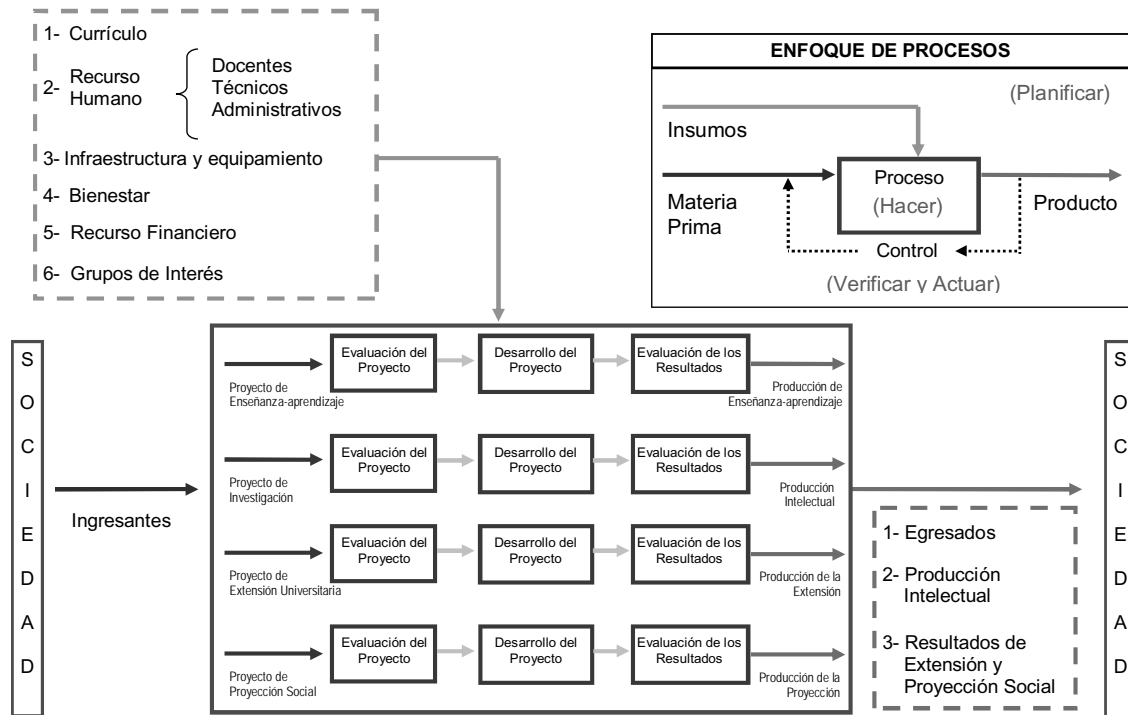 1- Currículo
2- Recurso
Humano
Docentes
Técnicos
Administrativos
3- Infraestructura y equipamiento
4- Bienestar
5- Recurso Financiero
6- Grupos de Interés
ENFOQUE DE PROCESOS
(Planificar)
Insumos
Materia
Prima
Proceso
(Hacer)
Producto
Control
(Verificar y Actuar)
SOCIEDAD
Ingresantes
Proyecto de
Enseñanza-aprendizaje
Evaluación del
Proyecto
Desarrollo del
Proyecto
Evaluación de los
Resultados
Producción de
Enseñanza-aprendizaje
Proyecto de
Investigación
Evaluación del
Proyecto
Desarrollo del
Proyecto
Evaluación de los
Resultados
Producción
Intelectual
Proyecto de
Extensión Universitaria
Evaluación del
Proyecto
Desarrollo del
Proyecto
Evaluación de los
Resultados
Producción de la
Extensión
Proyecto de
Proyección Social
Evaluación del
Proyecto
Desarrollo del
Proyecto
Evaluación de los
Resultados
Producción de la
Proyección
1- Egresados
2- Producción
Intelectual
3- Resultados de
Extensión y
Proyección Social
SOCIEDAD